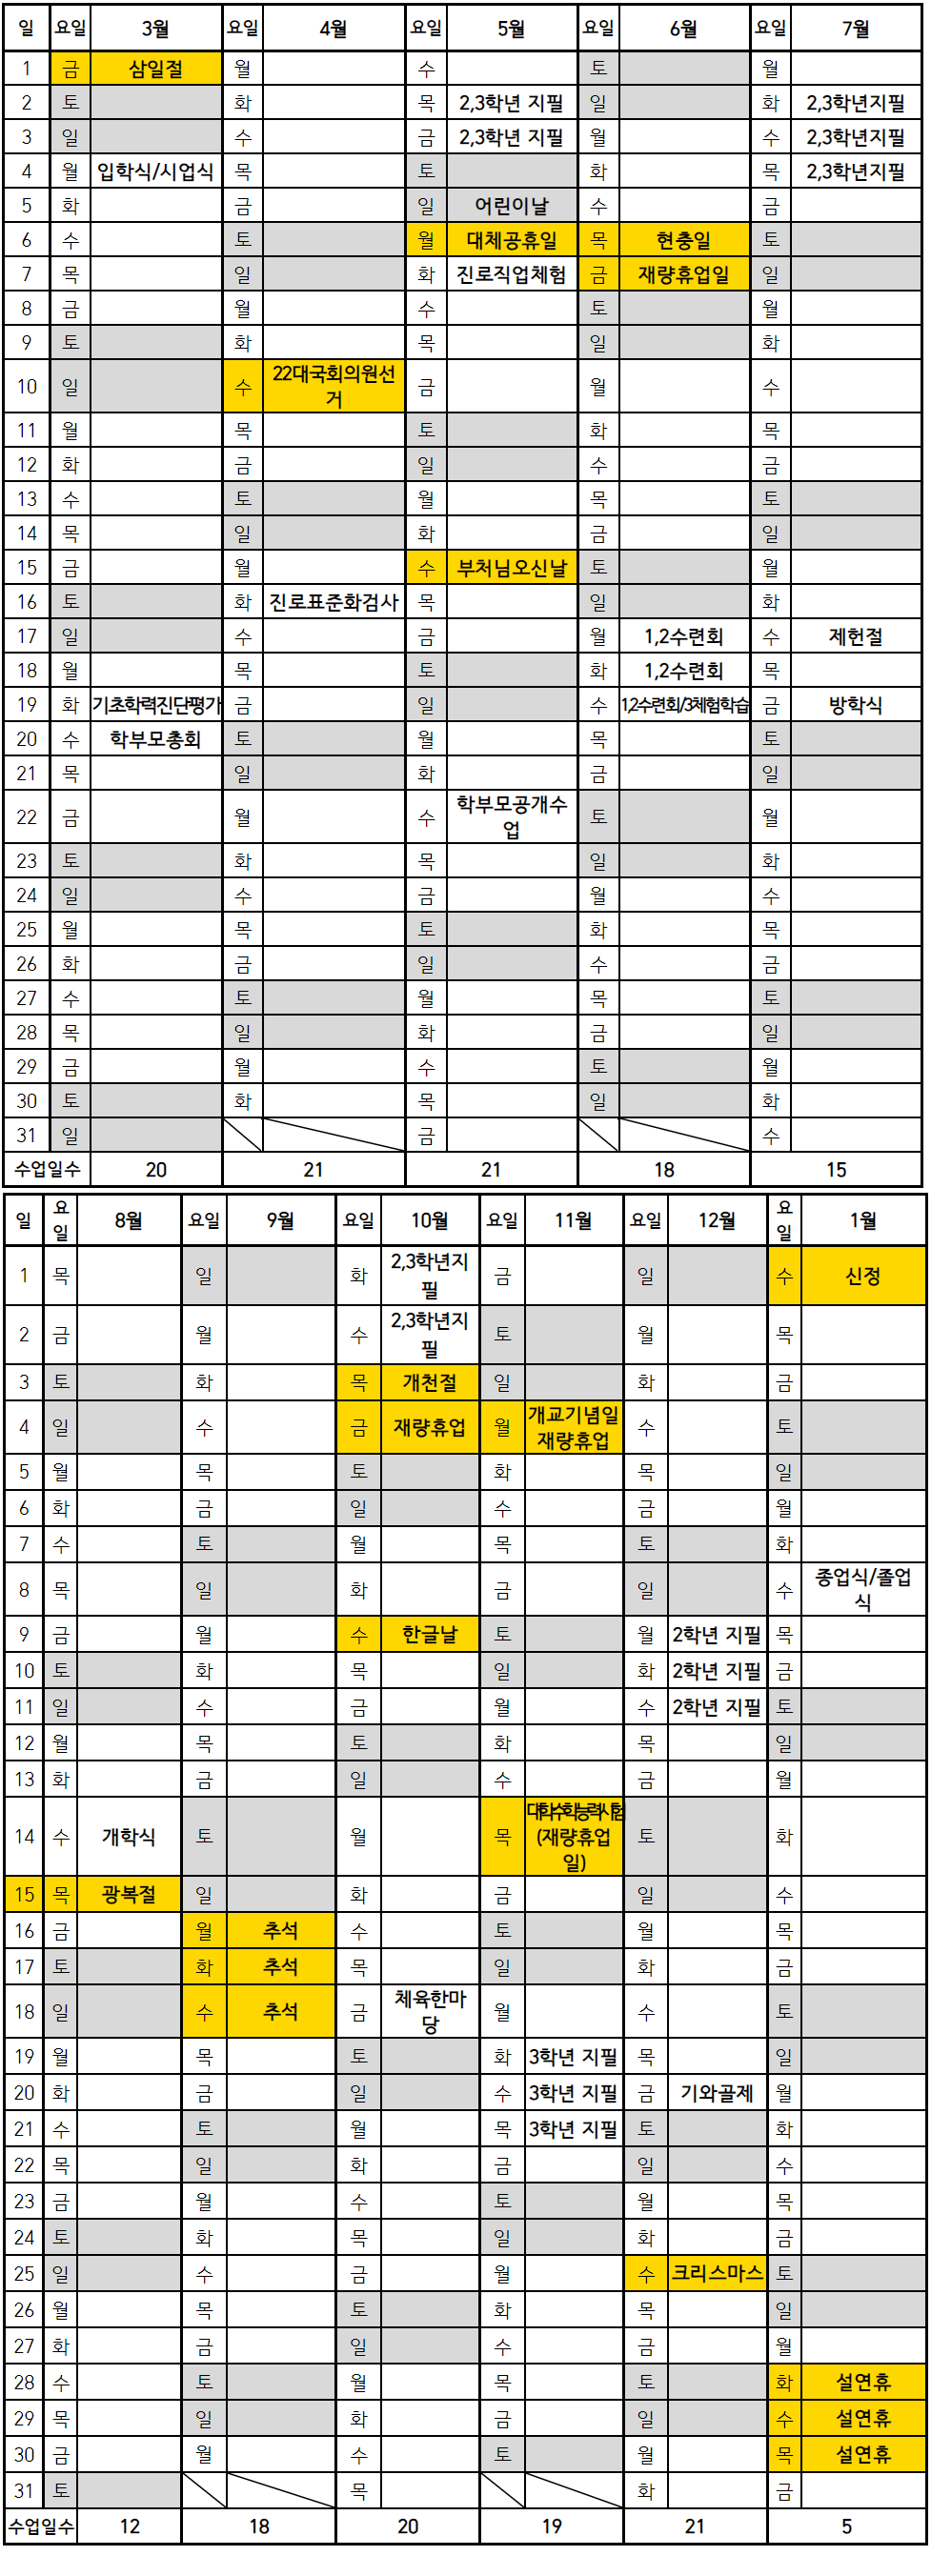 일 요일 3월 요일 4월 요일 5월 요일 6월 요일 7월
1 금 삼일절 월 수 토 월
2 토 화 목 2,3학년 지필 일 화 2,3학년지필
3 일 수 금 2,3학년 지필 월 수 2,3학년지필
4 월 입학식/시업식 목 토 화 목 2,3학년지필
5 화 금 일 어린이날 수 금
6 수 토 월 대체공휴일 목 현충일 토
7 목 일 화 진로직업체험 금 재량휴업일 일
8 금 월 수 토 월
9 토 화 목 일 화
10 일 수 22대국회의원선
거 금 월 수
11 월 목 토 화 목
12 화 금 일 수 금
13 수 토 월 목 토
14 목 일 화 금 일
15 금 월 수 부처님오신날 토 월
16 토 화 진로표준화검사 목 일 화
17 일 수 금 월 1,2수련회 수 제헌절
18 월 목 토 화 1,2수련회 목
19 화 기초학력진단평가 금 일 수 1,2수련회/3체험학습 금 방학식
20 수 학부모총회 토 월 목 토
21 목 일 화 금 일
22 금 월 수 학부모공개수
업 토 월
23 토 화 목 일 화
24 일 수 금 월 수
25 월 목 토 화 목
26 화 금 일 수 금
27 수 토 월 목 토
28 목 일 화 금 일
29 금 월 수 토 월
30 토 화 목 일 화
31 일 금 수
수업일수 20 21 21 18 15
일 요
일 8월 요일 9월 요일 10월 요일 11월 요일 12월 요
일 1월
1 목 일 화 2,3학년지
필 금 일 수 신정
2 금 월 수 2,3학년지
필 토 월 목
3 토 화 목 개천절 일 화 금
4 일 수 금 재량휴업 월 개교기념일
재량휴업 수 토
5 월 목 토 화 목 일
6 화 금 일 수 금 월
7 수 토 월 목 토 화
8 목 일 화 금 일 수 종업식/졸업
식
9 금 월 수 한글날 토 월 2학년 지필 목
10 토 화 목 일 화 2학년 지필 금
11 일 수 금 월 수 2학년 지필 토
12 월 목 토 화 목 일
13 화 금 일 수 금 월
14 수 개학식 토 월 목 대학수학능력시험
(재량휴업
일) 토 화
15 목 광복절 일 화 금 일 수
16 금 월 추석 수 토 월 목
17 토 화 추석 목 일 화 금
18 일 수 추석 금 체육한마
당 월 수 토
19 월 목 토 화 3학년 지필 목 일
20 화 금 일 수 3학년 지필 금 기와골제 월
21 수 토 월 목 3학년 지필 토 화
22 목 일 화 금 일 수
23 금 월 수 토 월 목
24 토 화 목 일 화 금
25 일 수 금 월 수 크리스마스 토
26 월 목 토 화 목 일
27 화 금 일 수 금 월
28 수 토 월 목 토 화 설연휴
29 목 일 화 금 일 수 설연휴
30 금 월 수 토 월 목 설연휴
31 토 목 화 금
수업일수 12 18 20 19 21 5